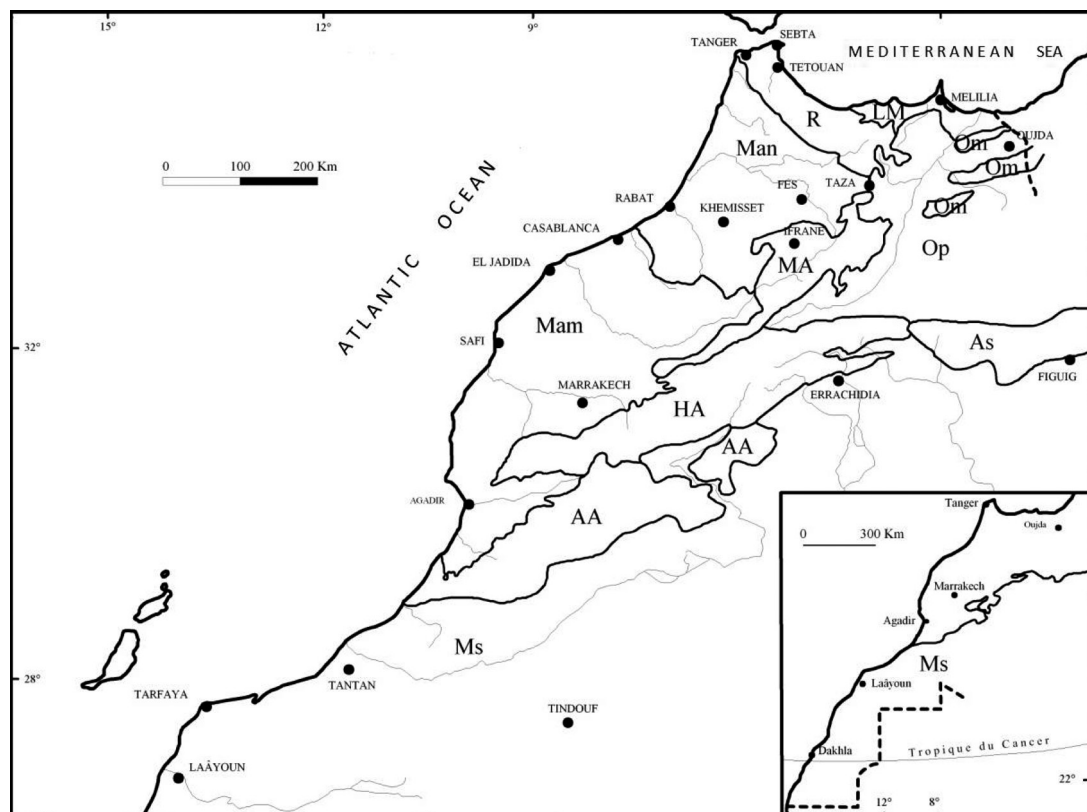 15°
12°
9°
SEBTA
TANGER
MEDITERRANEAN SEA
TETOUAN
MELILIA
LM
R
OUJDA
Om
Man
Om
0 100 200 Km
FES
TAZA
RABAT
KHEMISSET
Om
ATLANTIC OCEAN
CASABLANCA
IFRANE
Op
EL JADIDA
MA
Mam
SAFI
As
32°
FIGUIG
MARRAKECH
ERRACHIDIA
HA
AA
AGADIR
AA
Ms
28°
TANTAN
TARFAYA
TINDOUF
LAÂYOUN
Tanger
Oujda
0 300 Km
Marrakech
Agadir
Ms
Laâyoun
Dakhla
Tropique du Cancer
22°
12° 8°